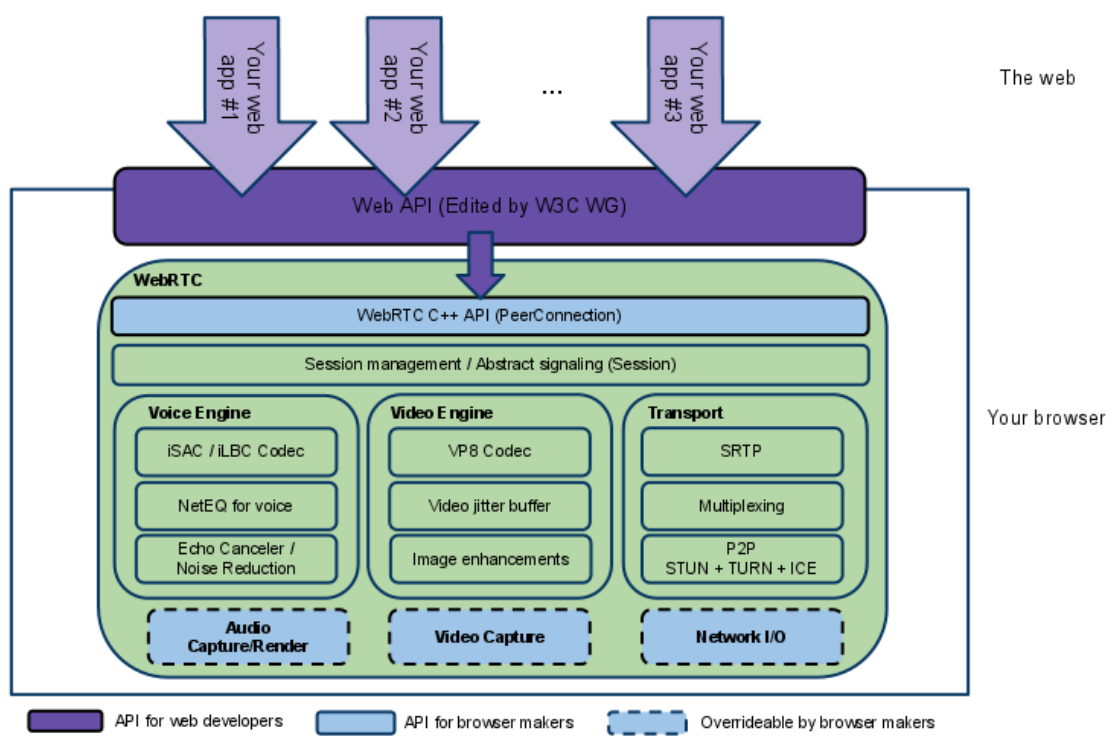 Your web
app #1
Your web
app #2
...
Your web
app #3
The web
Web API (Edited by W3C WG)
WebRTC
WebRTC C++ API (PeerConnection)
Session management / Abstract signaling (Session)
Your browser
Voice Engine
iSAC / iLBC Codec
NetEQ for voice
Echo Canceler /
Noise Reduction
Video Engine
VP8 Codec
Video jitter buffer
Image enhancements
Transport
SRTP
Multiplexing
P2P
STUN + TURN + ICE
Audio
Capture/Render
Video Capture
Network I/O
API for web developers
API for browser makers
Overrideable by browser makers